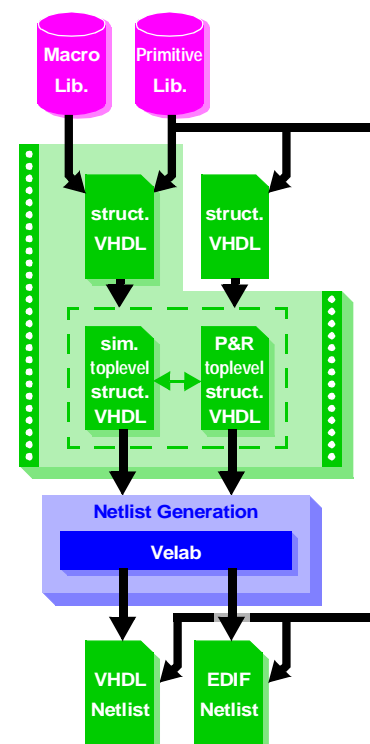 Macro
Lib.
Primitive
Lib.
struct.
VHDL
struct.
VHDL
sim.
toplevel
struct.
VHDL
P&R
toplevel
struct.
VHDL
Netlist Generation
Velab
VHDL
Netlist
EDIF
Netlist